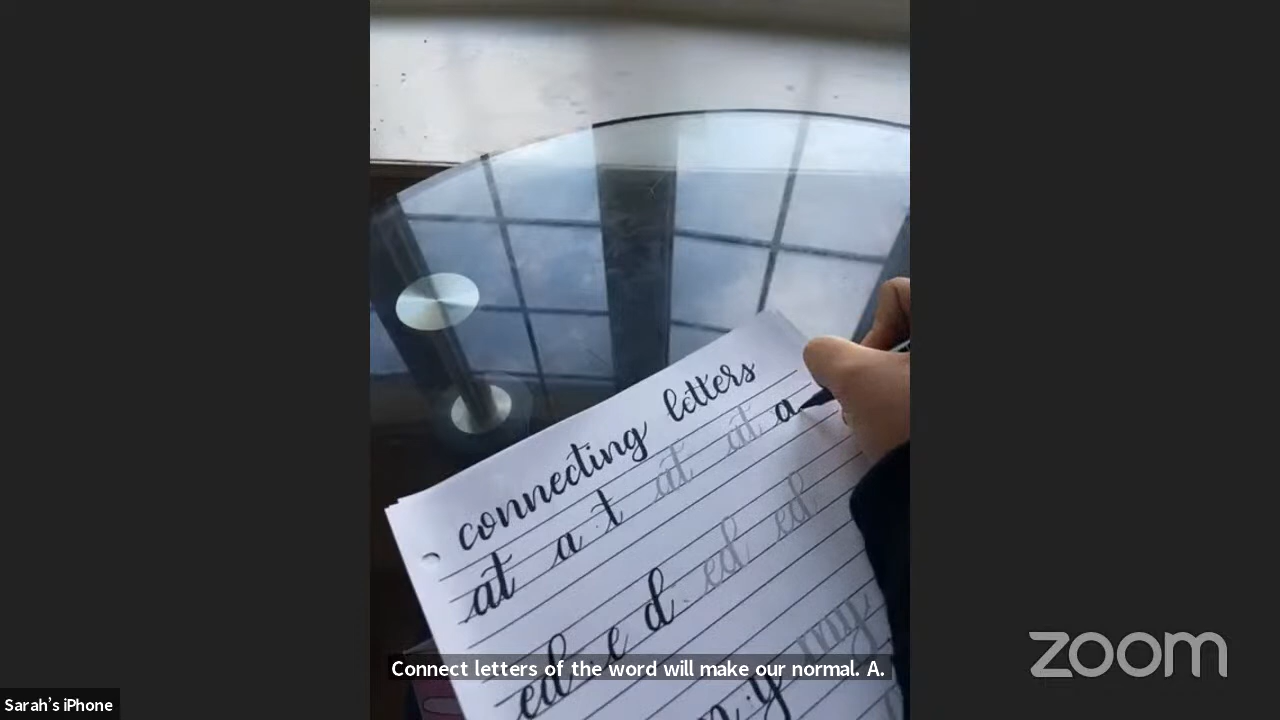 connecting letters
at a t at at a
ed e d ed ed
y my
Connect letters of the word will make our normal. A.
zoom
Sarah's iPhone